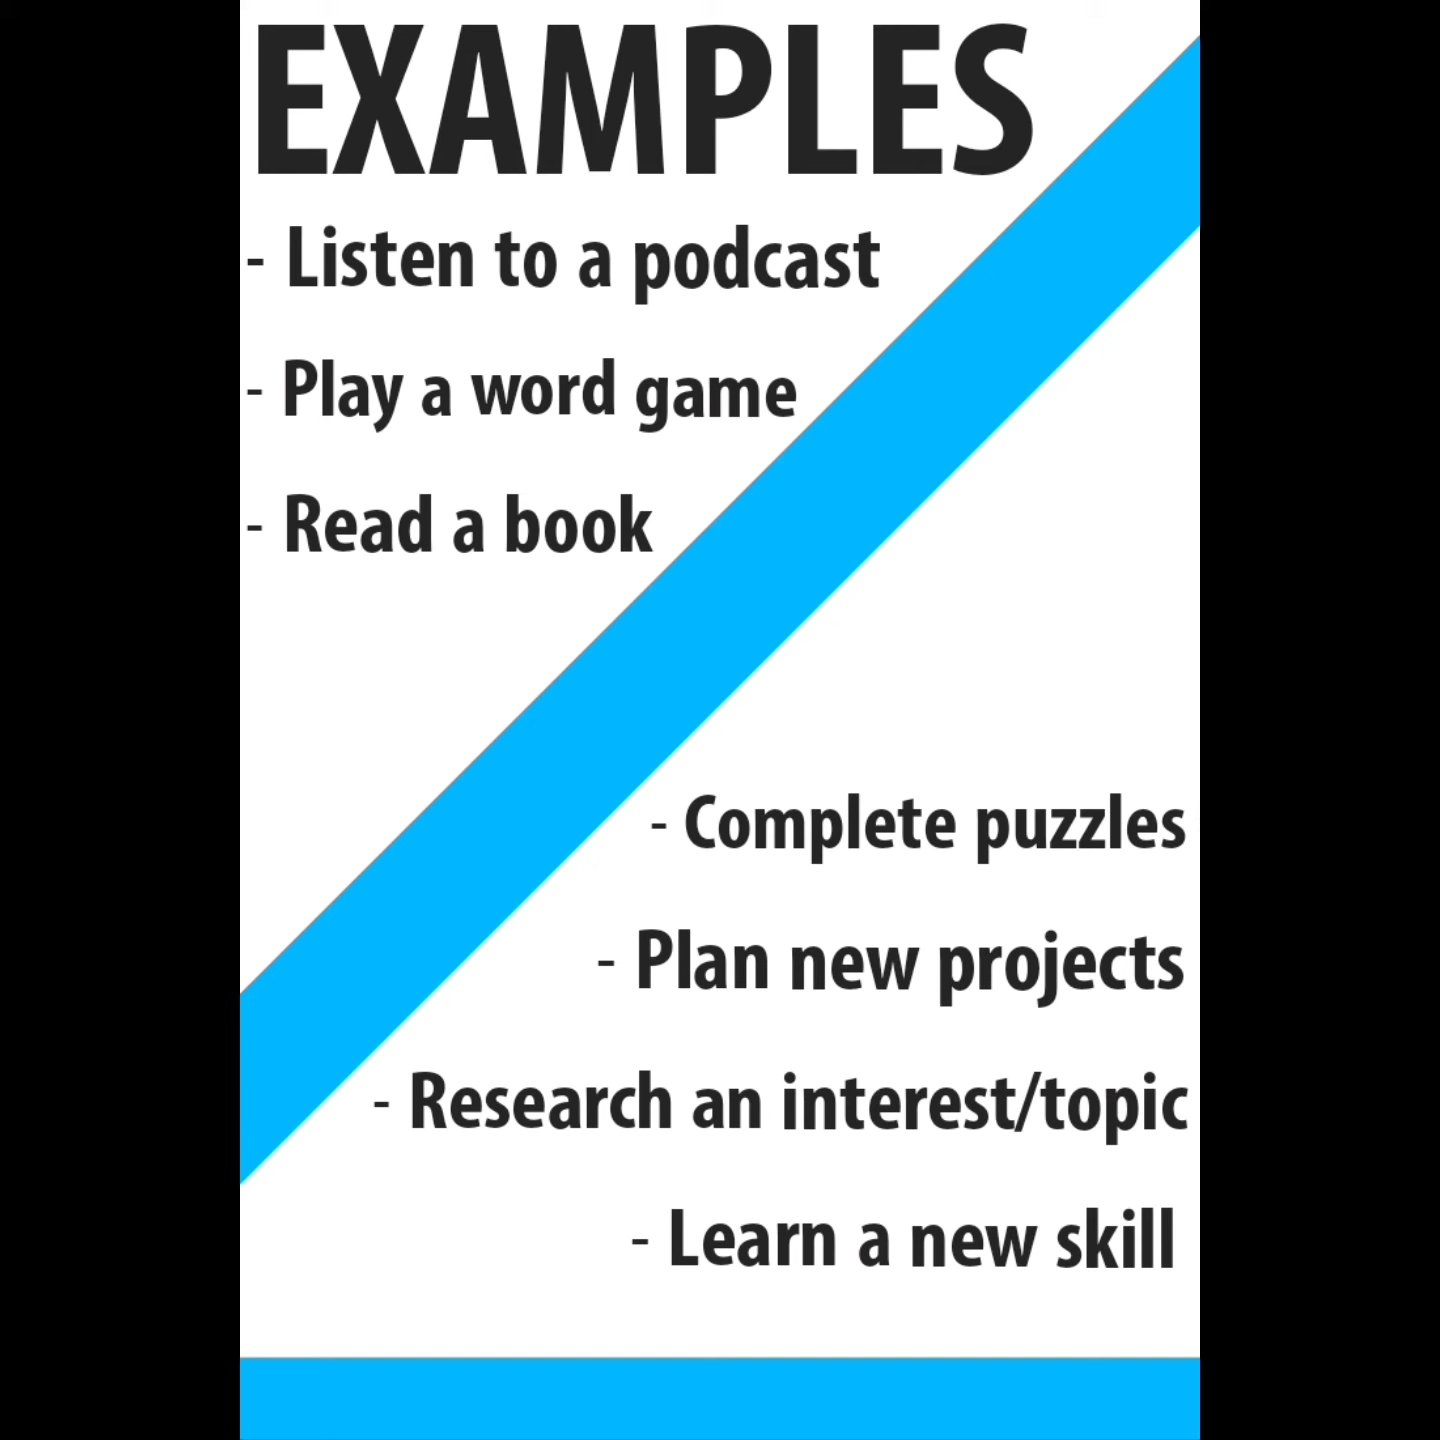 EXAMPLES
- Listen to a podcast
- Play a word game
- Read a book
- Complete puzzles
- Plan new projects
- Research an interest/topic
- Learn a new skill